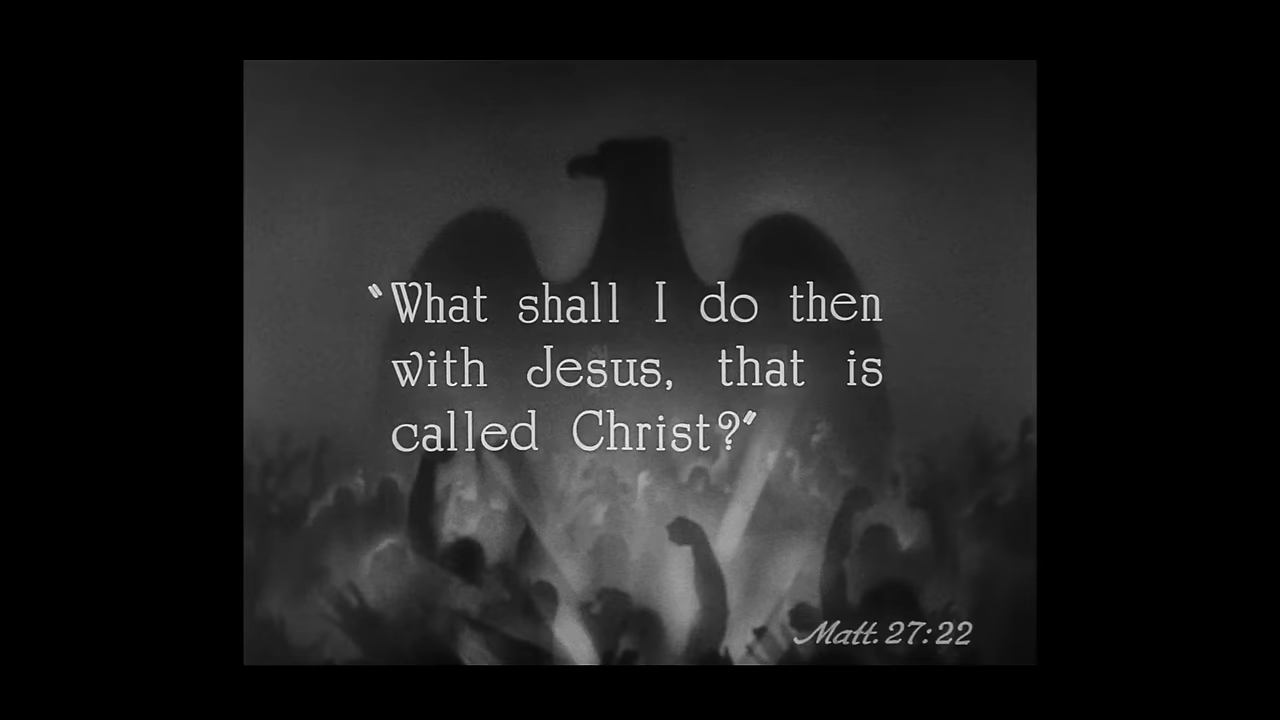 "What shall I do then
with Jesus, that is
called Christ?"
Matt. 27:22